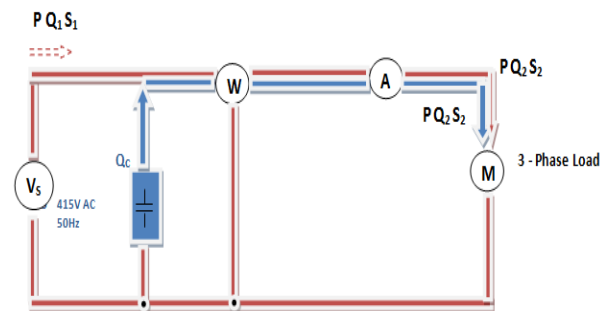 P Q₁ S₁
W
A
P Q₂ S₂
P Q₂ S₂
Qc
3 - Phase Load
M
Vs
415V AC
50Hz